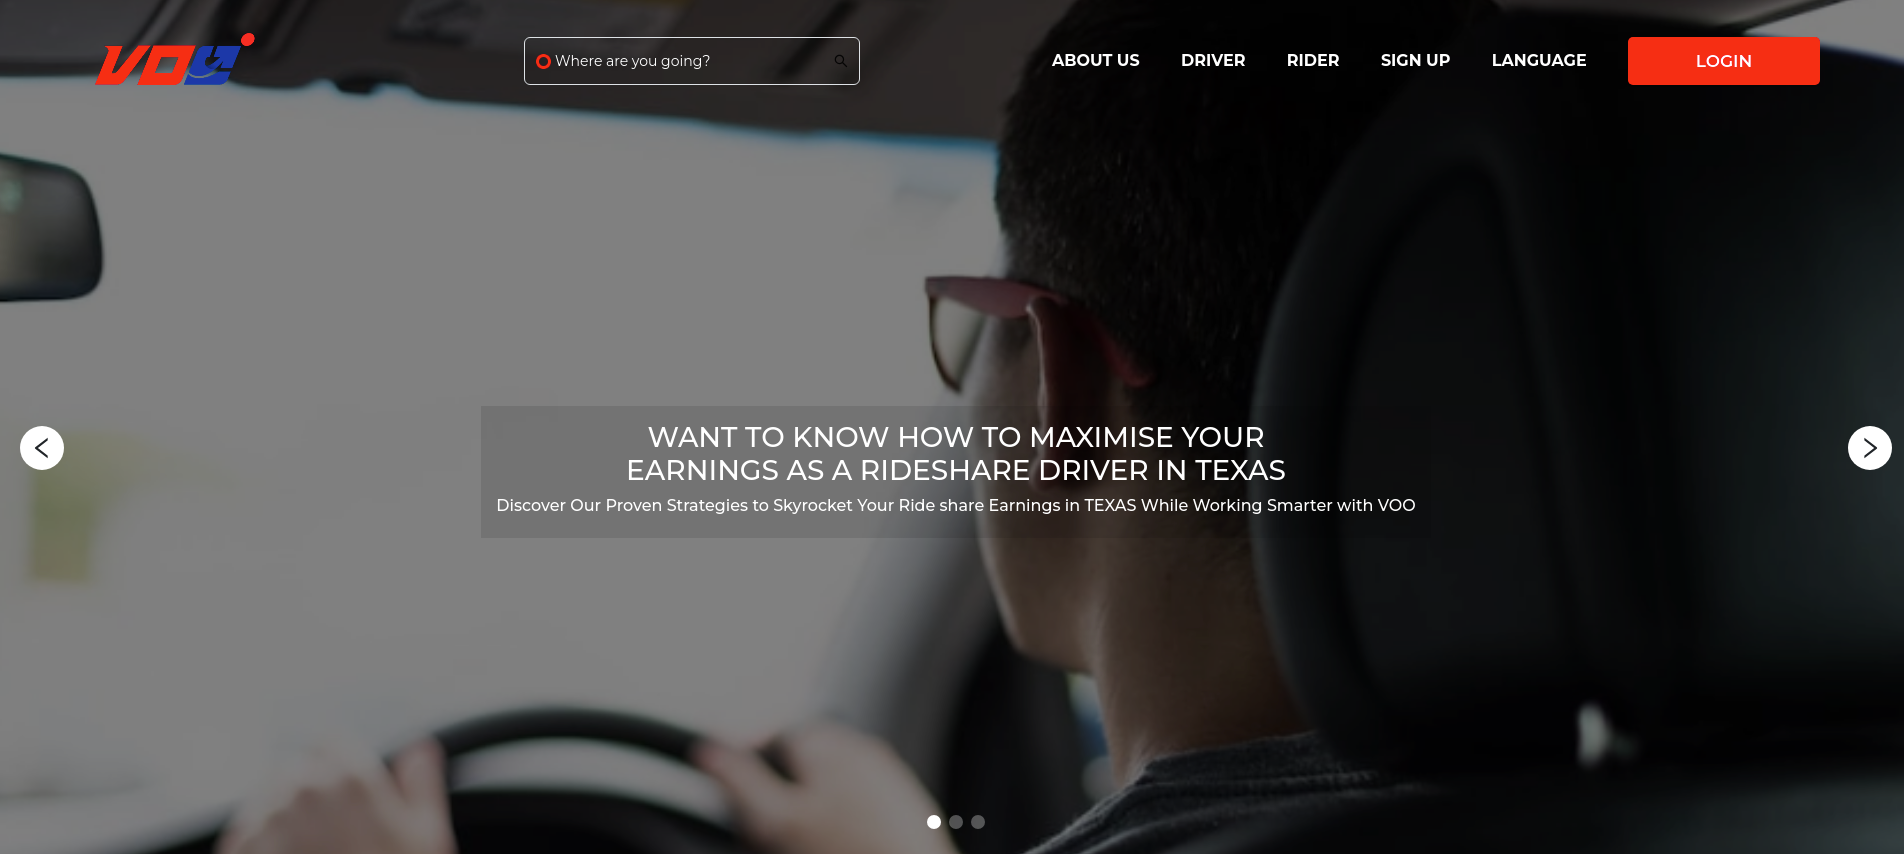 VOO
Where are you going?
ABOUT US
DRIVER
RIDER
SIGN UP
LANGUAGE
LOGIN
WANT TO KNOW HOW TO MAXIMISE YOUR
EARNINGS AS A RIDESHARE DRIVER IN TEXAS
Discover Our Proven Strategies to Skyrocket Your Ride share Earnings in TEXAS While Working Smarter with VOO